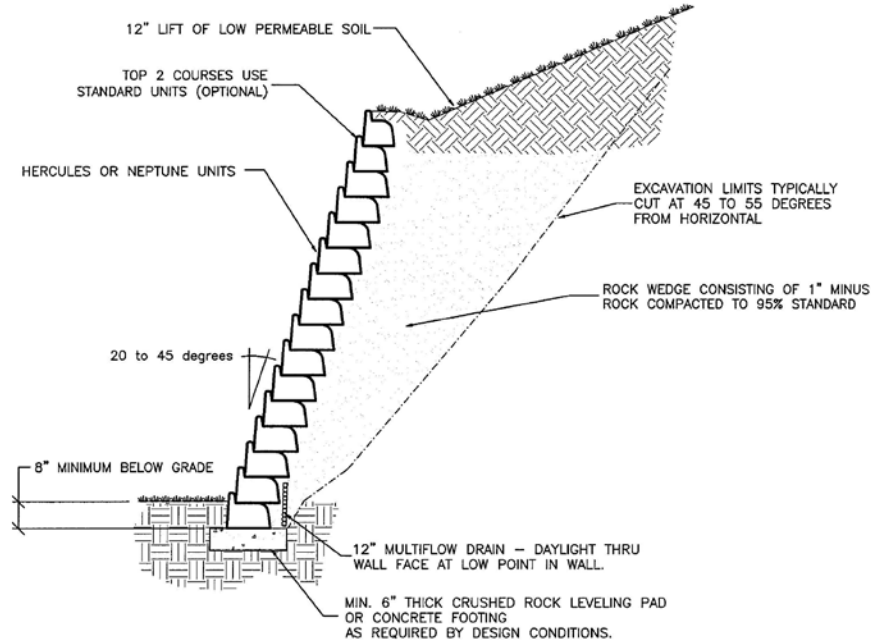 12" LIFT OF LOW PERMEABLE SOIL
TOP 2 COURSES USE
STANDARD UNITS (OPTIONAL)
HERCULES OR NEPTUNE UNITS
EXCAVATION LIMITS TYPICALLY
CUT AT 45 TO 55 DEGREES
FROM HORIZONTAL
ROCK WEDGE CONSISTING OF 1" MINUS
ROCK COMPACTED TO 95% STANDARD
20 to 45 degrees
8" MINIMUM BELOW GRADE
12" MULTIFLOW DRAIN – DAYLIGHT THRU
WALL FACE AT LOW POINT IN WALL.
MIN. 6" THICK CRUSHED ROCK LEVELING PAD
OR CONCRETE FOOTING
AS REQUIRED BY DESIGN CONDITIONS.